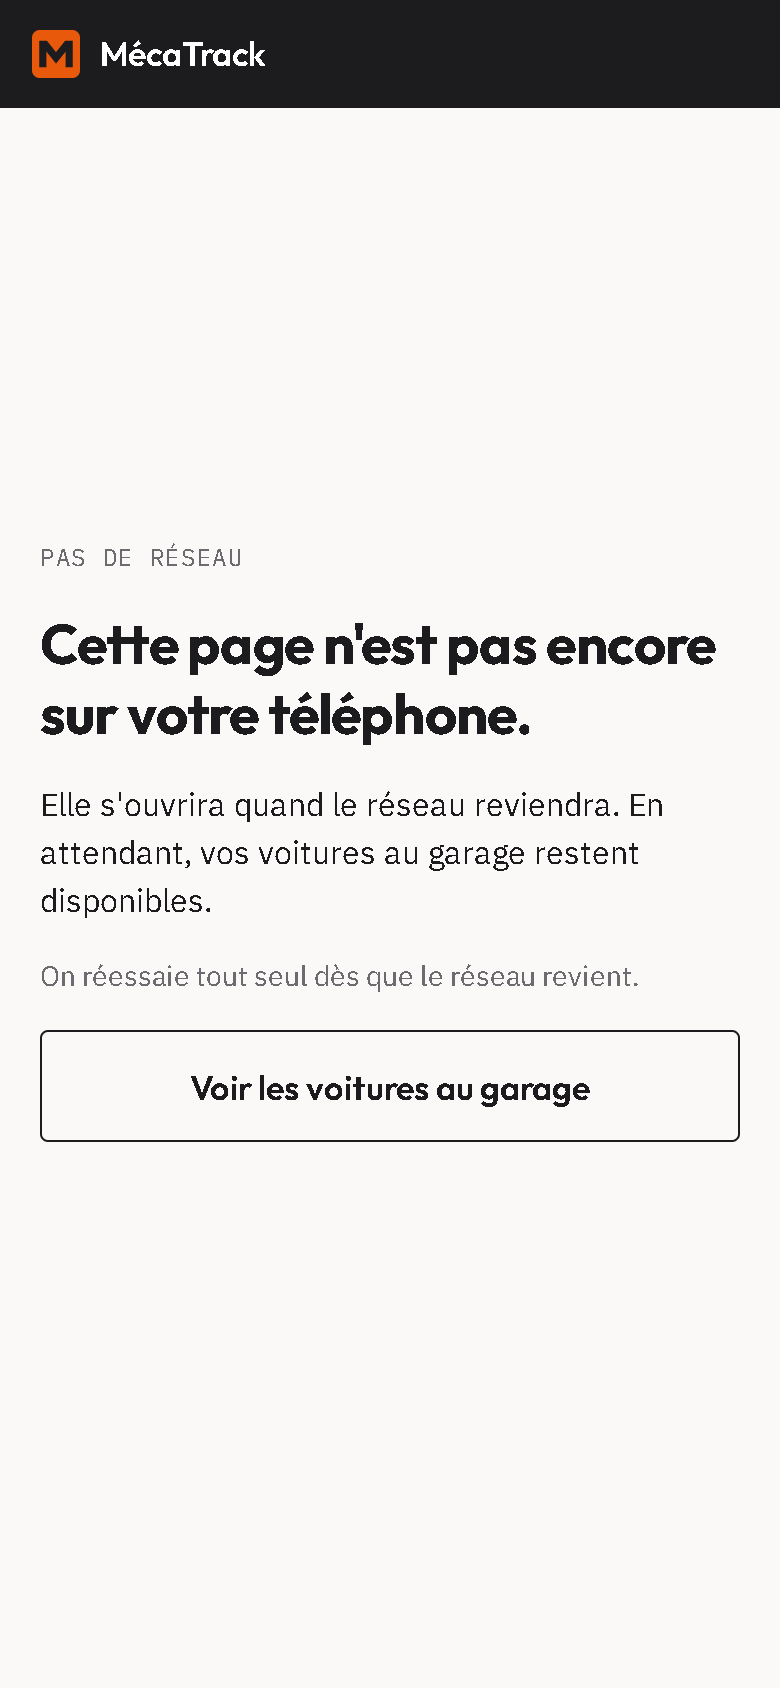 M MécaTrack
PAS DE RÉSEAU
Cette page n'est pas encore
sur votre téléphone.
Elle s'ouvrira quand le réseau reviendra. En
attendant, vos voitures au garage restent
disponibles.
On réessaie tout seul dès que le réseau revient.
Voir les voitures au garage